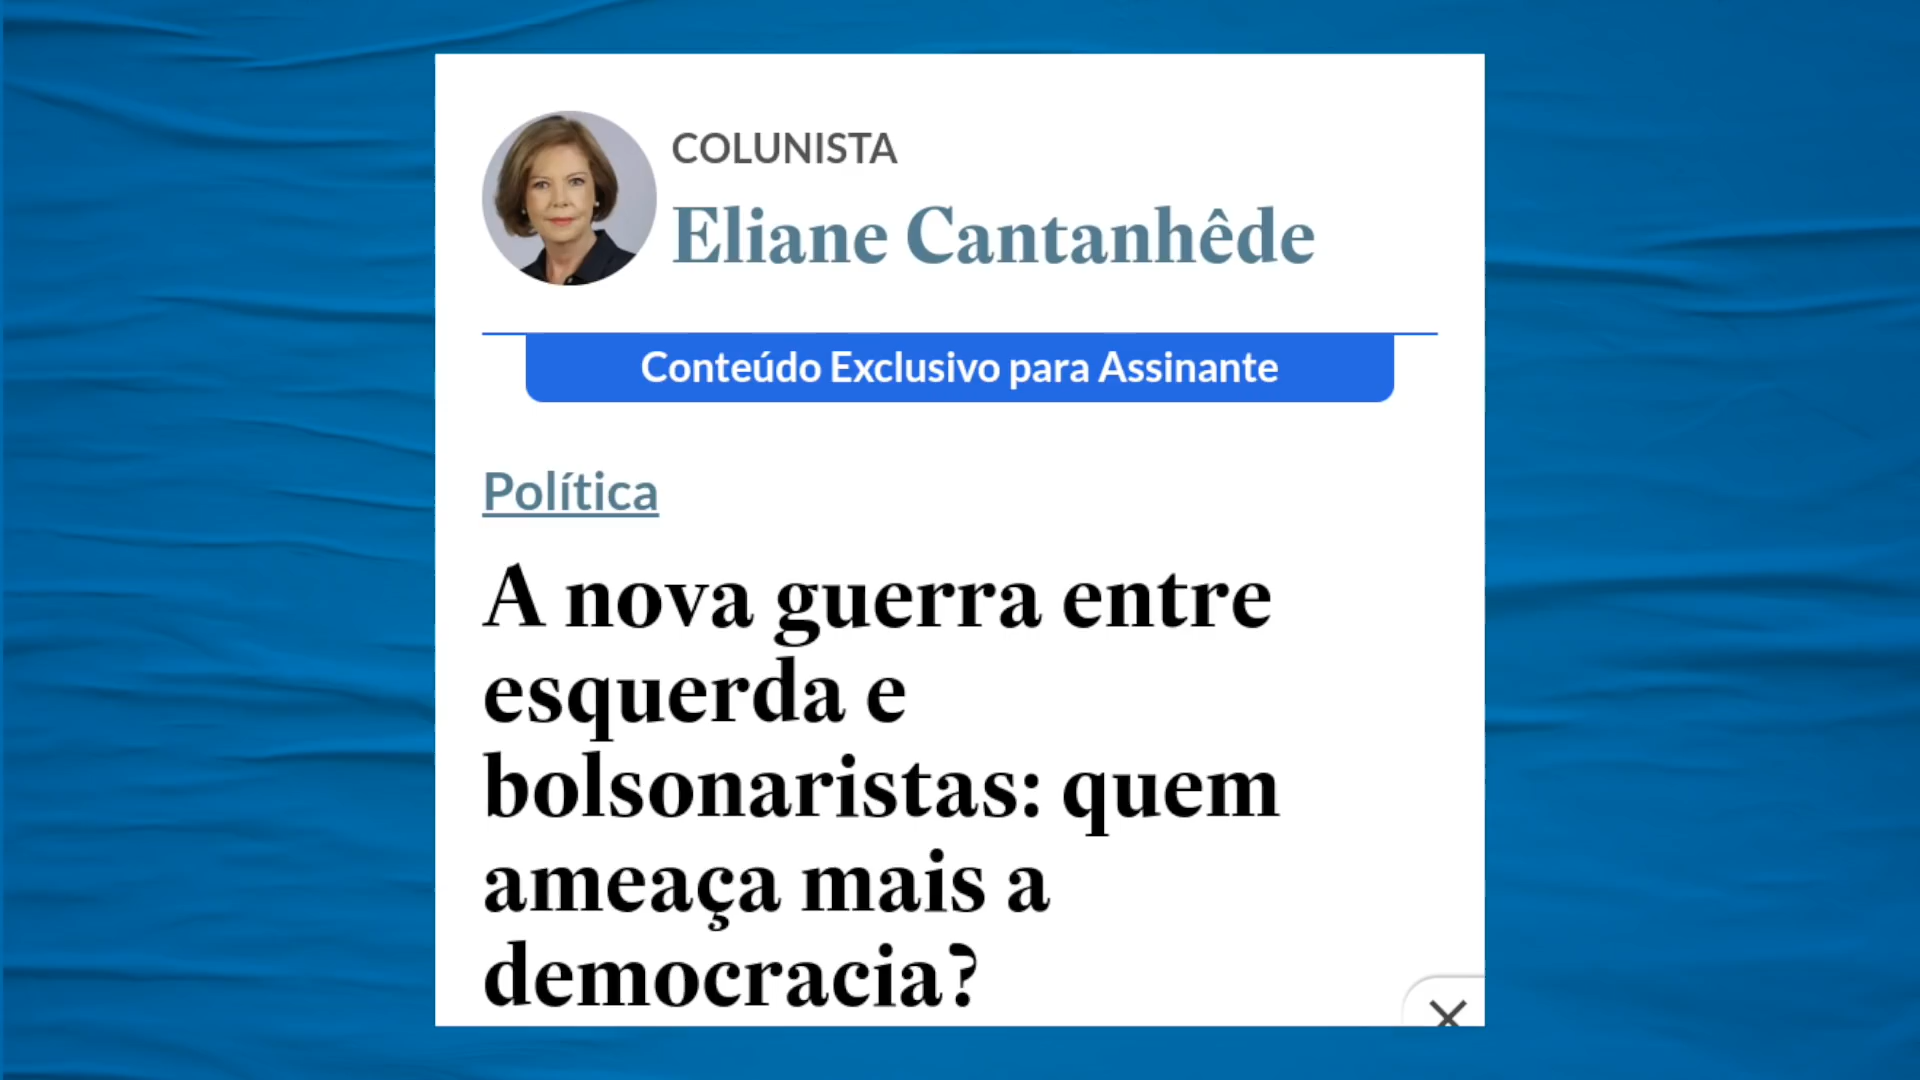 COLUNISTA
Eliane Cantanhêde
Conteúdo Exclusivo para Assinante
Política
A nova guerra entre
esquerda e
bolsonaristas: quem
ameaça mais a
democracia?